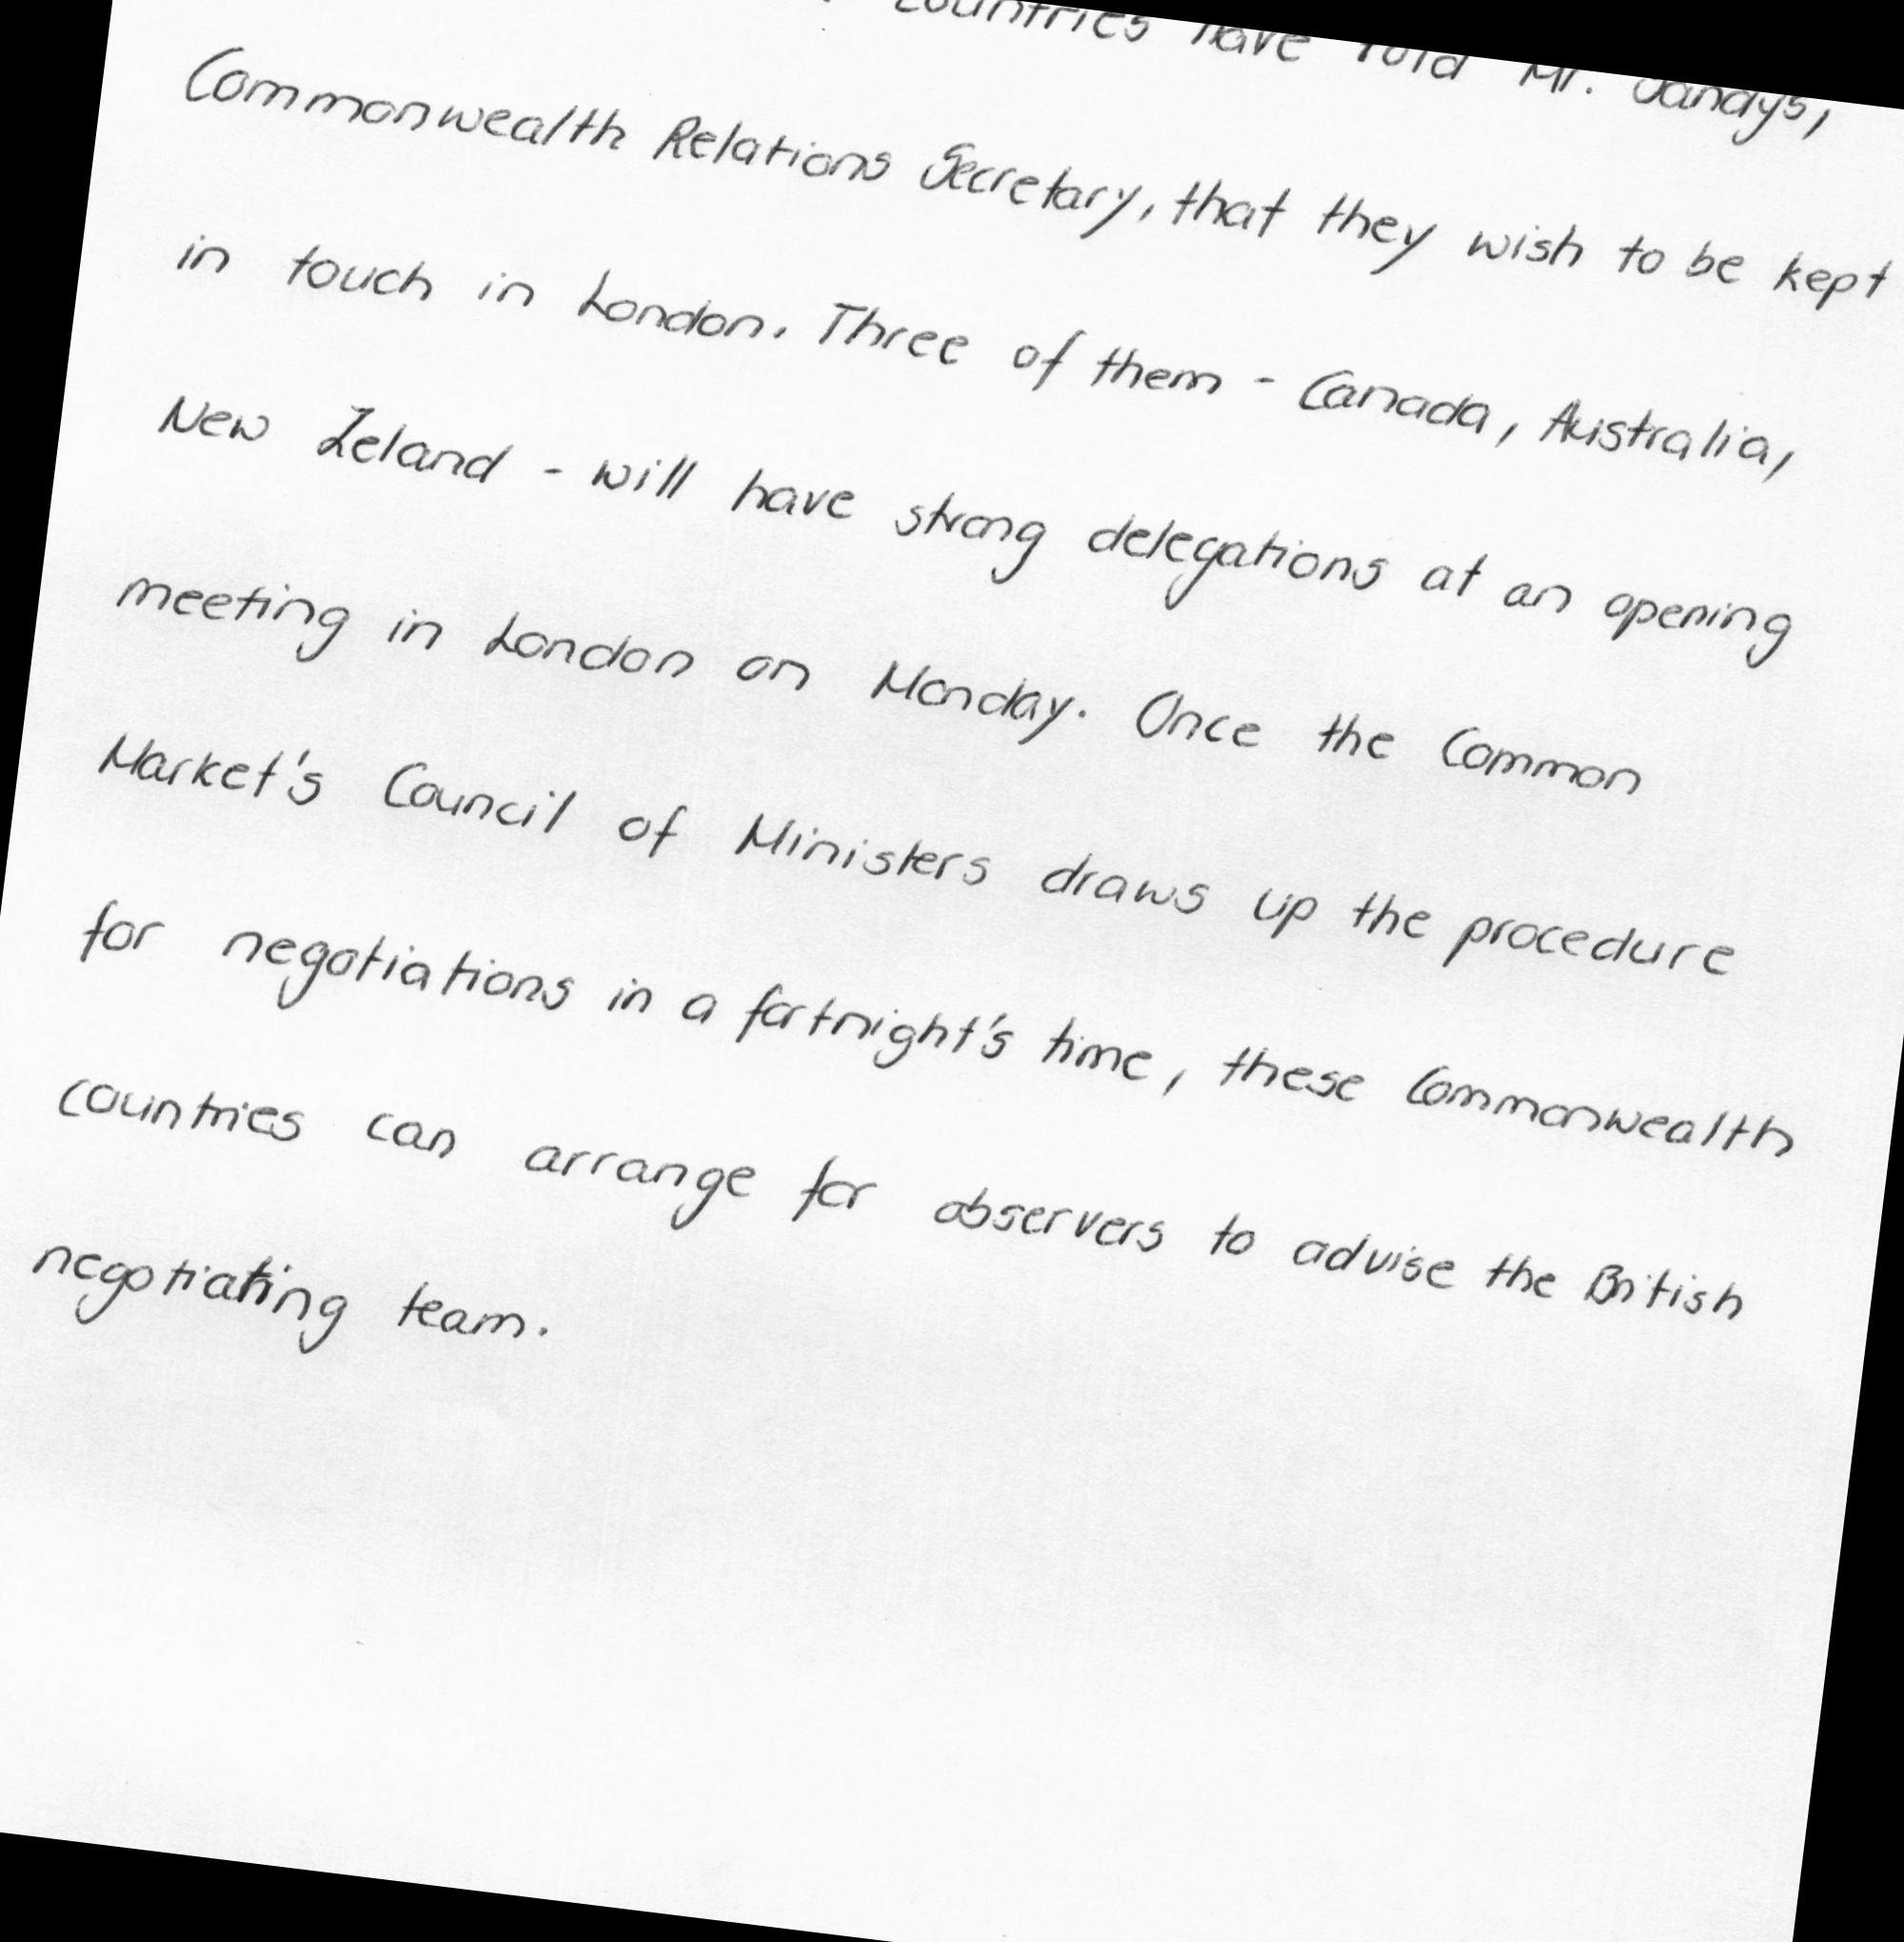 countries have told Mr. Sandys,
Commonwealth Relations Secretary, that they wish to be kept
in touch in London. Three of them - Canada, Australia,
New Zeland - will have strong delegations at an opening
meeting in London on Monday. Once the Common
Market's Council of Ministers draws up the procedure
for negotiations in a fortnight's time, these Commonwealth
countries can arrange for observers to advise the British
negotiating team.